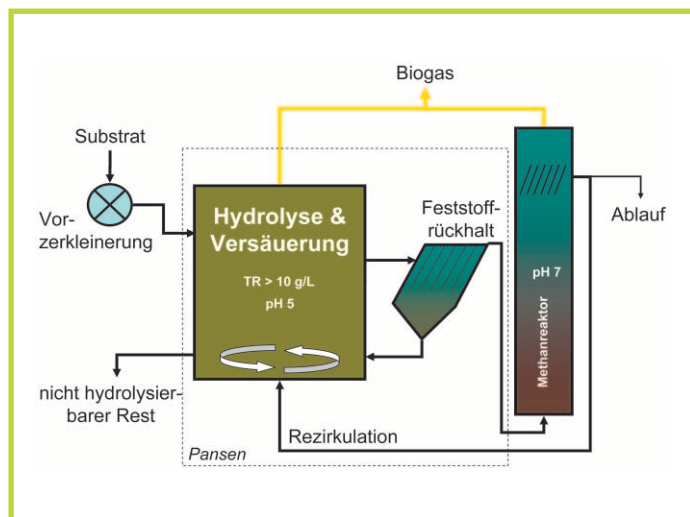 Biogas
Substrat
Vor-
zerkleinerung
Hydrolyse &
Versäuerung
TR > 10 g/L
pH 5
Feststoff-
rückhalt
pH 7
Methanreaktor
Ablauf
nicht hydrolysier-
barer Rest
Rezirkulation
Pansen